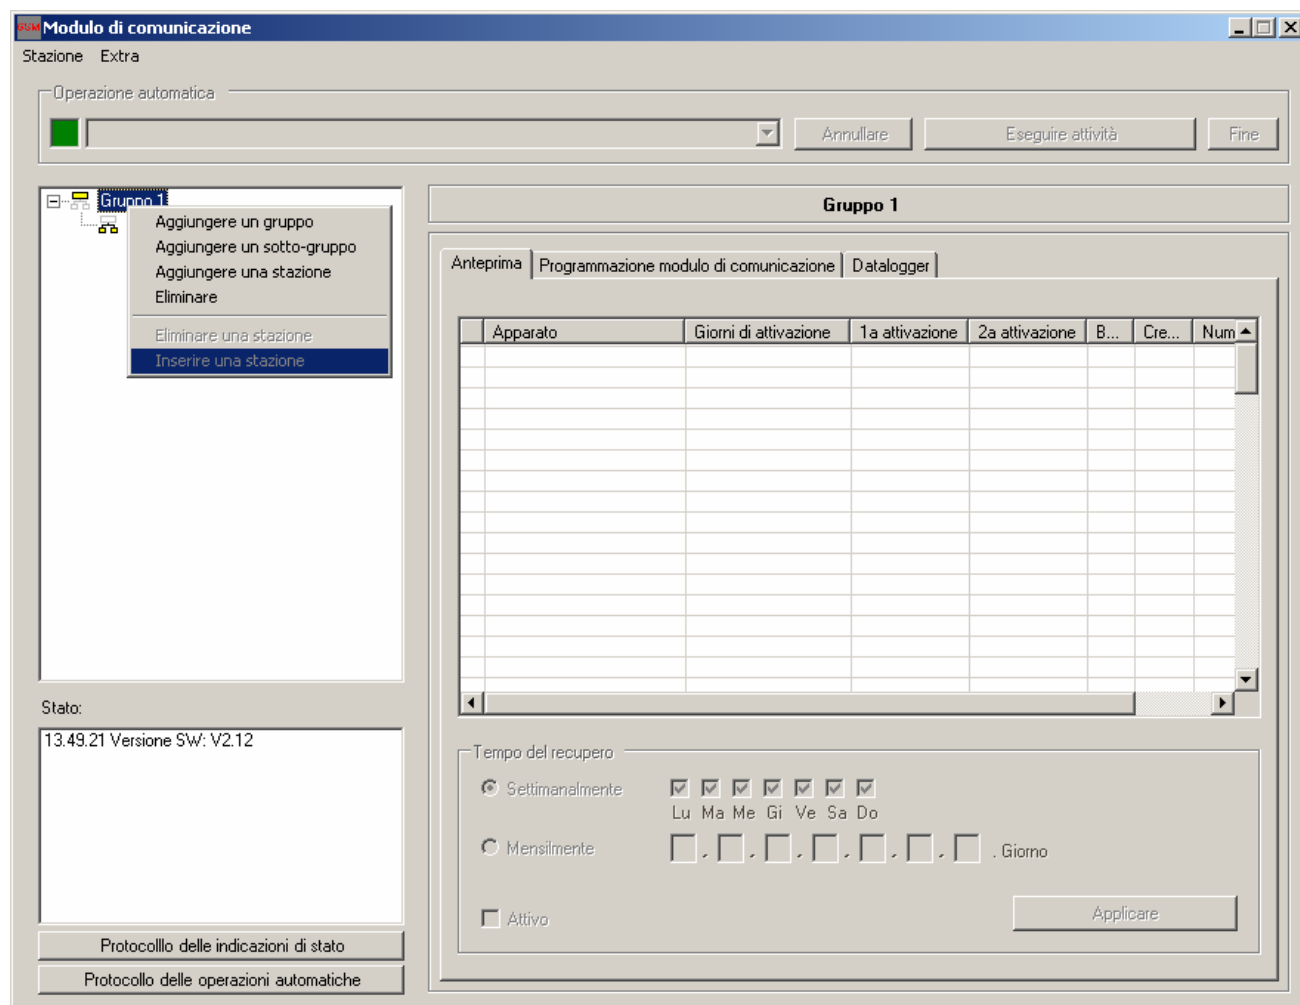 GSM Modulo di comunicazione
Stazione Extra
Operazione automatica
Annullare Eseguire attività Fine
Gruppo 1
Aggiungere un gruppo
Aggiungere un sotto-gruppo
Aggiungere una stazione
Eliminare
Eliminare una stazione
Inserire una stazione
Gruppo 1
Anteprima Programmazione modulo di comunicazione Datalogger
Apparato Giorni di attivazione 1a attivazione 2a attivazione B... Cre... Num
Stato:
13.49.21 Versione SW: V2.12
Tempo del recupero
Settimanalmente
Lu Ma Me Gi Ve Sa Do
Mensilmente , , , , , , . Giorno
Attivo Applicare
Protocolllo delle indicazioni di stato
Protocollo delle operazioni automatiche